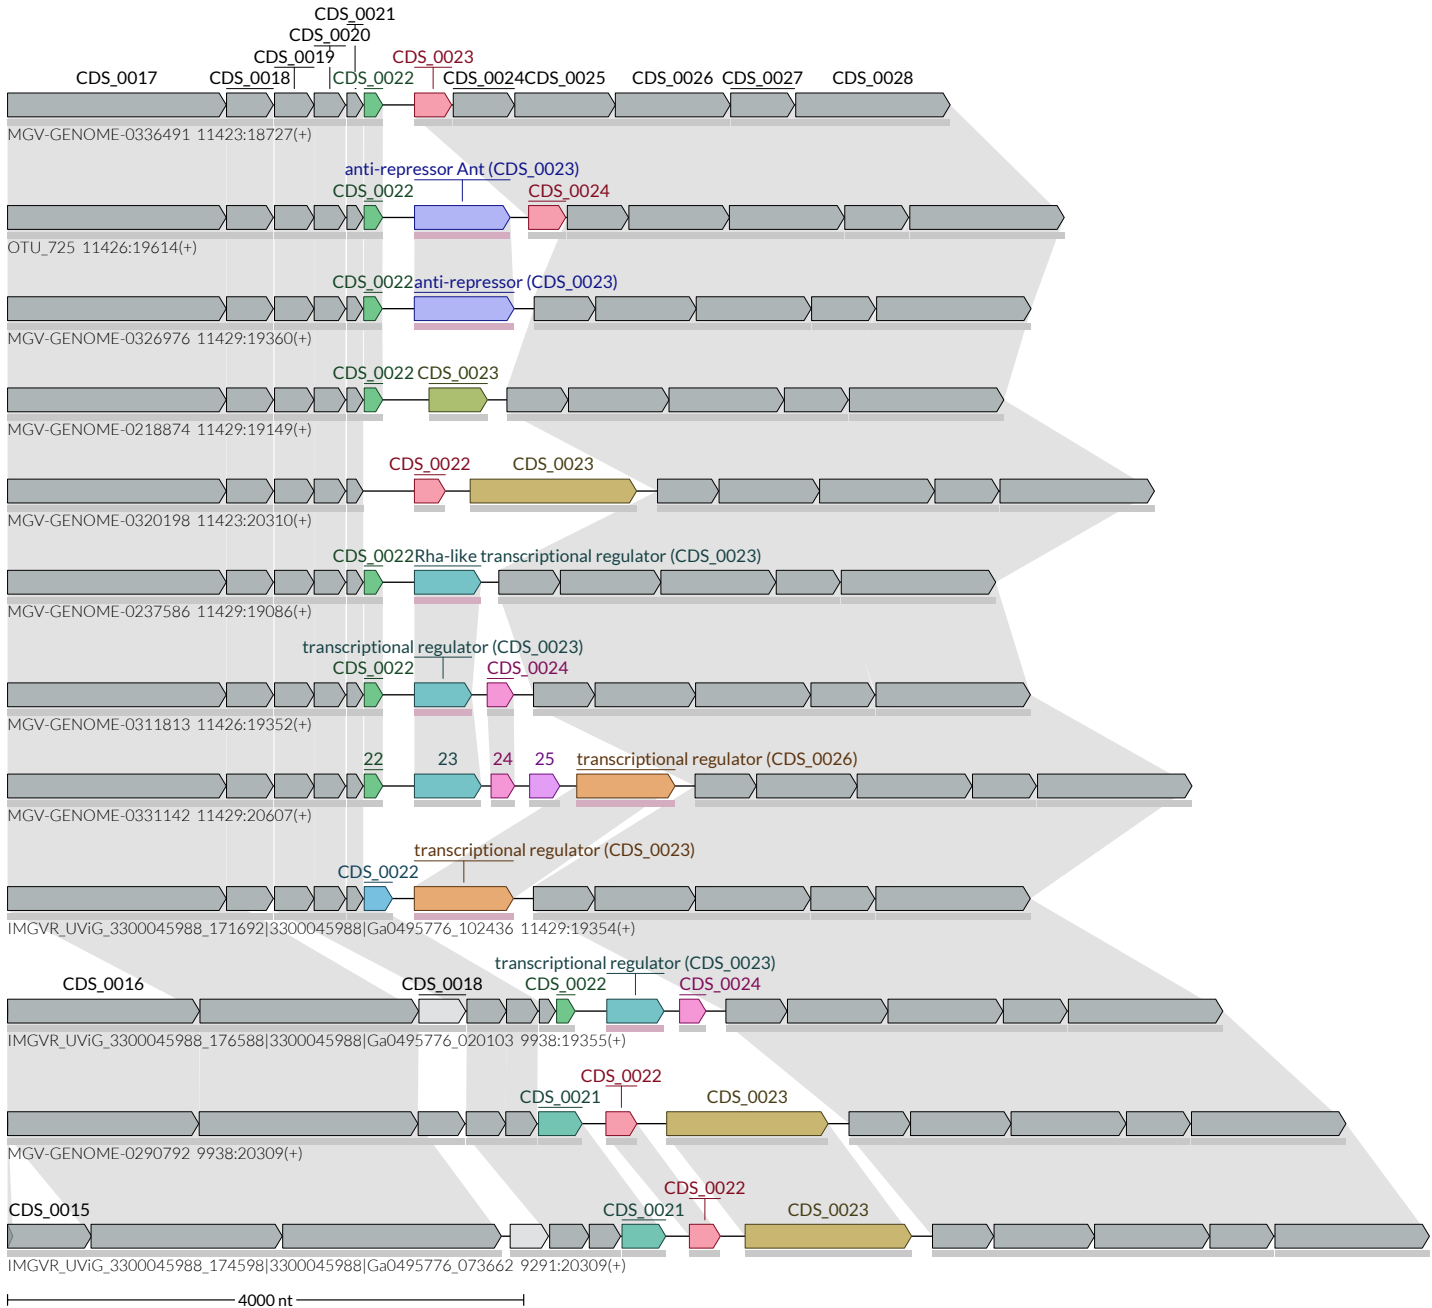 CDS_0021
CDS_0020
CDS_0019 CDS_0023
CDS_0017 CDS_0018 CDS_0022 CDS_0024 CDS_0025 CDS_0026 CDS_0027 CDS_0028
MGV-GENOME-0336491 11423:18727(+)
anti-repressor Ant (CDS_0023)
CDS_0022 CDS_0024
OTU_725 11426:19614(+)
CDS_0022 anti-repressor (CDS_0023)
MGV-GENOME-0326976 11429:19360(+)
CDS_0022 CDS_0023
MGV-GENOME-0218874 11429:19149(+)
CDS_0022 CDS_0023
MGV-GENOME-0320198 11423:20310(+)
CDS_0022 Rha-like transcriptional regulator (CDS_0023)
MGV-GENOME-0237586 11429:19086(+)
transcriptional regulator (CDS_0023)
CDS_0022 CDS_0024
MGV-GENOME-0311813 11426:19352(+)
22 23 24 25 transcriptional regulator (CDS_0026)
MGV-GENOME-0331142 11429:20607(+)
transcriptional regulator (CDS_0023)
CDS_0022
IMGVR_UViG_3300045988_171692|3300045988|Ga0495776_102436 11429:19354(+)
transcriptional regulator (CDS_0023)
CDS_0016 CDS_0018 CDS_0022 CDS_0024
IMGVR_UViG_3300045988_176588|3300045988|Ga0495776_020103 9938:19355(+)
CDS_0022
CDS_0021 CDS_0023
MGV-GENOME-0290792 9938:20309(+)
CDS_0022
CDS_0015 CDS_0021 CDS_0023
IMGVR_UViG_3300045988_174598|3300045988|Ga0495776_073662 9291:20309(+)
4000 nt